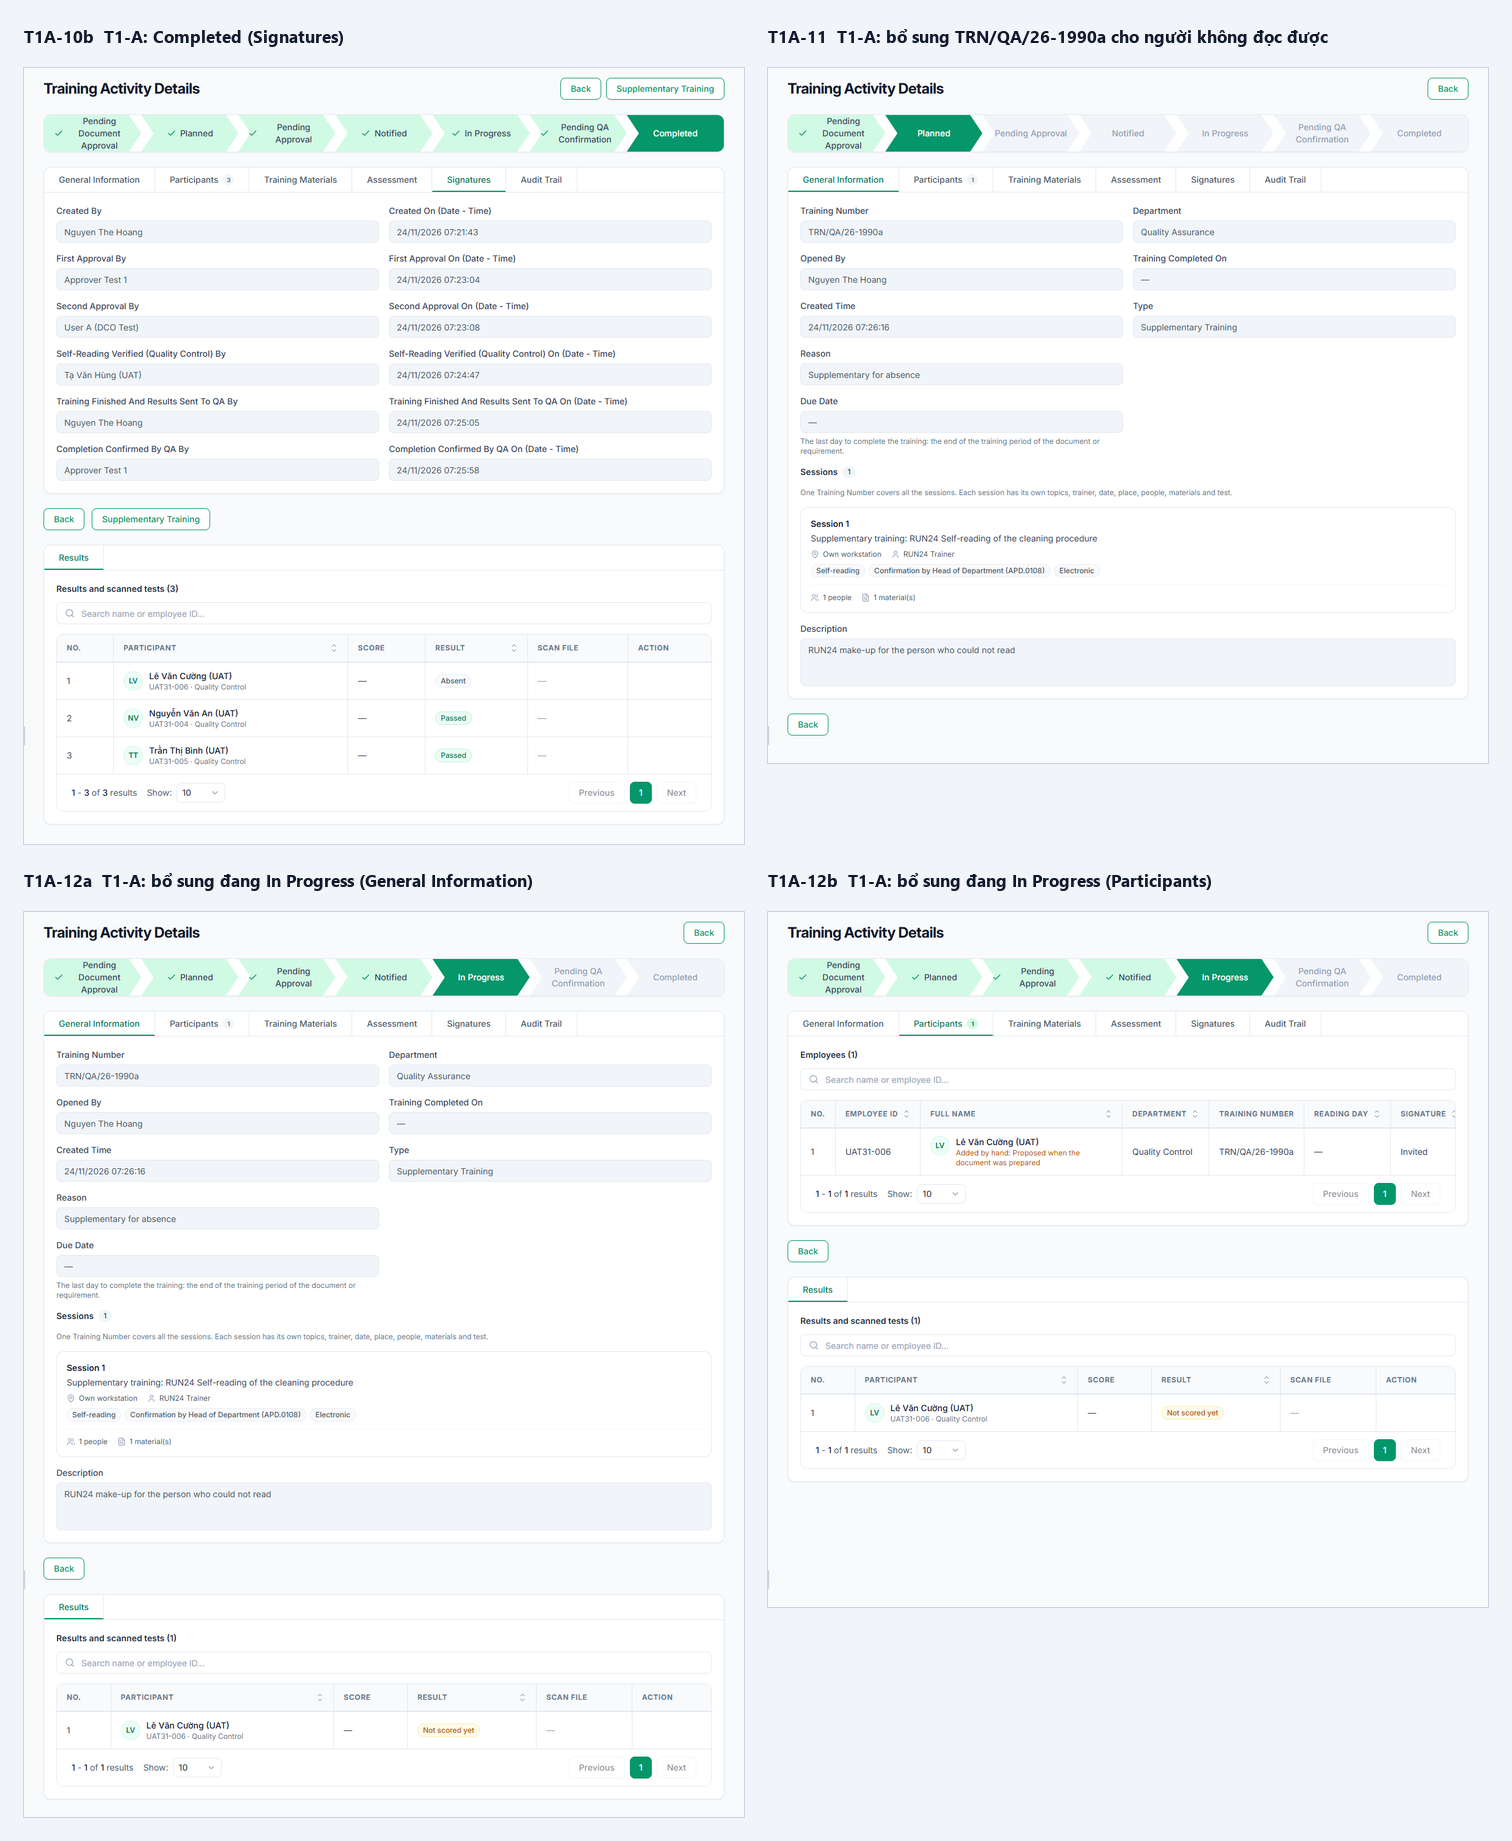 T1A-10b T1-A: Completed (Signatures)
Training Activity Details
Back
Supplementary Training
Pending Document Approval
Planned
Pending Approval
Notified
In Progress
Pending QA Confirmation
Completed
General Information
Participants 3
Training Materials
Assessment
Signatures
Audit Trail
Created By
Created On (Date - Time)
Nguyen The Hoang
24/11/2026 07:21:43
First Approval By
First Approval On (Date - Time)
Approver Test 1
24/11/2026 07:23:04
Second Approval By
Second Approval On (Date - Time)
User A (DCO Test)
24/11/2026 07:23:08
Self-Reading Verified (Quality Control) By
Self-Reading Verified (Quality Control) On (Date - Time)
Tạ Văn Hùng (UAT)
24/11/2026 07:24:47
Training Finished And Results Sent To QA By
Training Finished And Results Sent To QA On (Date - Time)
Nguyen The Hoang
24/11/2026 07:25:05
Completion Confirmed By QA By
Completion Confirmed By QA On (Date - Time)
Approver Test 1
24/11/2026 07:25:58
Back
Supplementary Training
Results
Results and scanned tests (3)
Search name or employee ID...
NO. PARTICIPANT SCORE RESULT SCAN FILE ACTION
1 LV Lê Văn Cường (UAT) — Absent —
UAT31-006 · Quality Control
2 NV Nguyễn Văn An (UAT) — Passed —
UAT31-004 · Quality Control
3 TT Trần Thị Bình (UAT) — Passed —
UAT31-005 · Quality Control
1 - 3 of 3 results Show: 10 Previous 1 Next
T1A-11 T1-A: bổ sung TRN/QA/26-1990a cho người không đọc được
Training Activity Details
Back
Pending Document Approval
Planned
Pending Approval
Notified
In Progress
Pending QA Confirmation
Completed
General Information
Participants 1
Training Materials
Assessment
Signatures
Audit Trail
Training Number
Department
TRN/QA/26-1990a
Quality Assurance
Opened By
Training Completed On
Nguyen The Hoang
—
Created Time
Type
24/11/2026 07:26:16
Supplementary Training
Reason
Supplementary for absence
Due Date
—
The last day to complete the training: the end of the training period of the document or
requirement.
Sessions 1
One Training Number covers all the sessions. Each session has its own topics, trainer, date, place, people, materials and test.
Session 1
Supplementary training: RUN24 Self-reading of the cleaning procedure
Own workstation RUN24 Trainer
Self-reading Confirmation by Head of Department (APD.0108) Electronic
1 people 1 material(s)
Description
RUN24 make-up for the person who could not read
Back
T1A-12a T1-A: bổ sung đang In Progress (General Information)
Training Activity Details
Back
Pending Document Approval
Planned
Pending Approval
Notified
In Progress
Pending QA Confirmation
Completed
General Information
Participants 1
Training Materials
Assessment
Signatures
Audit Trail
Training Number
Department
TRN/QA/26-1990a
Quality Assurance
Opened By
Training Completed On
Nguyen The Hoang
—
Created Time
Type
24/11/2026 07:26:16
Supplementary Training
Reason
Supplementary for absence
Due Date
—
The last day to complete the training: the end of the training period of the document or
requirement.
Sessions 1
One Training Number covers all the sessions. Each session has its own topics, trainer, date, place, people, materials and test.
Session 1
Supplementary training: RUN24 Self-reading of the cleaning procedure
Own workstation RUN24 Trainer
Self-reading Confirmation by Head of Department (APD.0108) Electronic
1 people 1 material(s)
Description
RUN24 make-up for the person who could not read
Back
Results
Results and scanned tests (1)
Search name or employee ID...
NO. PARTICIPANT SCORE RESULT SCAN FILE ACTION
1 LV Lê Văn Cường (UAT) — Not scored yet —
UAT31-006 · Quality Control
1 - 1 of 1 results Show: 10 Previous 1 Next
T1A-12b T1-A: bổ sung đang In Progress (Participants)
Training Activity Details
Back
Pending Document Approval
Planned
Pending Approval
Notified
In Progress
Pending QA Confirmation
Completed
General Information
Participants 1
Training Materials
Assessment
Signatures
Audit Trail
Employees (1)
Search name or employee ID...
NO. EMPLOYEE ID FULL NAME DEPARTMENT TRAINING NUMBER READING DAY SIGNATURE
1 UAT31-006 LV Lê Văn Cường (UAT) Quality Control TRN/QA/26-1990a — Invited
Added by hand: Proposed when the
document was prepared
1 - 1 of 1 results Show: 10 Previous 1 Next
Back
Results
Results and scanned tests (1)
Search name or employee ID...
NO. PARTICIPANT SCORE RESULT SCAN FILE ACTION
1 LV Lê Văn Cường (UAT) — Not scored yet —
UAT31-006 · Quality Control
1 - 1 of 1 results Show: 10 Previous 1 Next